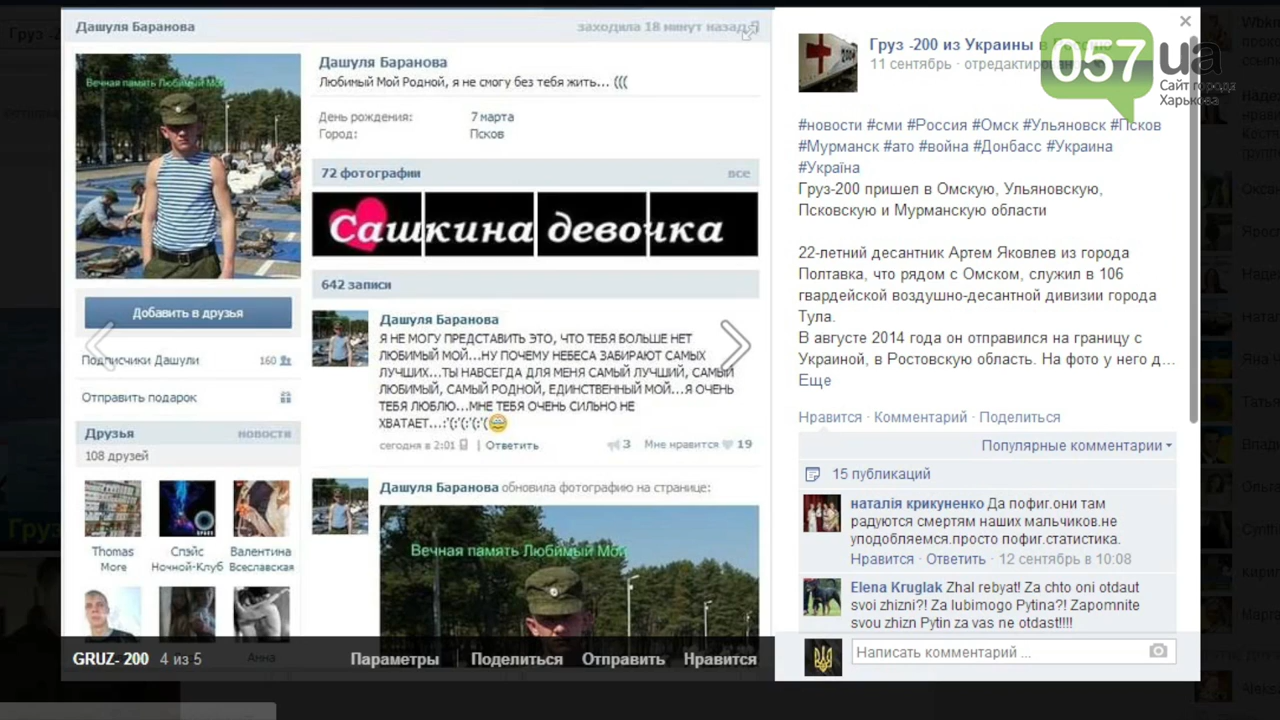 Дашуля Баранова
заходила 18 минут назад
Вечная память Любимый Мой
Дашуля Баранова
Любимый Мой Родной, я не смогу без тебя жить... (((
День рождения: 7 марта
Город: Псков
72 фотографии все
Сашкина девочка
642 записи
Добавить в друзья
Подписчики Дашули 160
Отправить подарок
Друзья новости
108 друзей
Thomas More
Спэйс Ночной-Клуб
Валентина Всеславская
Анна
Дашуля Баранова
Я НЕ МОГУ ПРЕДСТАВИТЬ ЭТО, ЧТО ТЕБЯ БОЛЬШЕ НЕТ
ЛЮБИМЫЙ МОЙ...НУ ПОЧЕМУ НЕБЕСА ЗАБИРАЮТ САМЫХ
ЛУЧШИХ...ТЫ НАВСЕГДА ДЛЯ МЕНЯ САМЫЙ ЛУЧШИЙ, САМЫЙ
ЛЮБИМЫЙ, САМЫЙ РОДНОЙ, ЕДИНСТВЕННЫЙ МОЙ...Я ОЧЕНЬ
ТЕБЯ ЛЮБЛЮ...МНЕ ТЕБЯ ОЧЕНЬ СИЛЬНО НЕ
ХВАТАЕТ...:'(:'(:'(:'(
сегодня в 2:01 | Ответить 3 Мне нравится 19
Дашуля Баранова обновила фотографию на странице:
Вечная память Любимый Мой
GRUZ- 200 4 из 5 Параметры Поделиться Отправить Нравится
Груз -200 из Украины в
11 сентябрь · отредактировано
057 ua
Сайт города
Харькова
#новости #сми #Россия #Омск #Ульяновск #Псков
#Мурманск #ато #война #Донбасс #Украина
#Україна
Груз-200 пришел в Омскую, Ульяновскую,
Псковскую и Мурманскую области
22-летний десантник Артем Яковлев из города
Полтавка, что рядом с Омском, служил в 106
гвардейской воздушно-десантной дивизии города
Тула.
В августе 2014 года он отправился на границу с
Украиной, в Ростовскую область. На фото у него д...
Еще
Нравится · Комментарий · Поделиться
Популярные комментарии
15 публикаций
наталія крикуненко Да пофиг.они там
радуются смертям наших мальчиков.не
уподобляемся.просто пофиг.статистика.
Нравится · Ответить · 12 сентябрь в 10:08
Elena Kruglak Zhal rebyat! Za chto oni otdaut
svoi zhizni?! Za lubimogo Pytina?! Zapomnite
svou zhizn Pytin za vas ne otdast!!!!
Написать комментарий ...